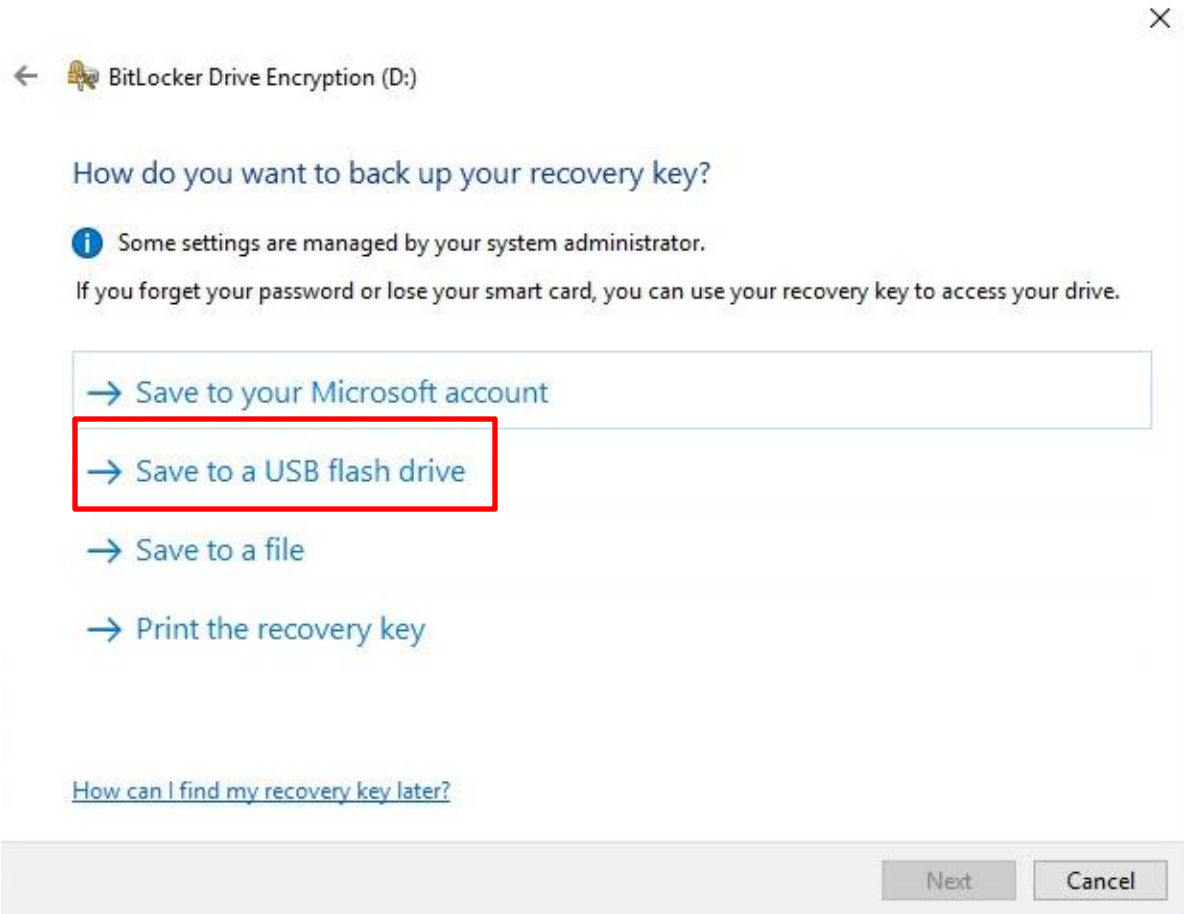 BitLocker Drive Encryption (D:)
How do you want to back up your recovery key?
Some settings are managed by your system administrator.
If you forget your password or lose your smart card, you can use your recovery key to access your drive.
Save to your Microsoft account
Save to a USB flash drive
Save to a file
Print the recovery key
How can I find my recovery key later?
Next
Cancel